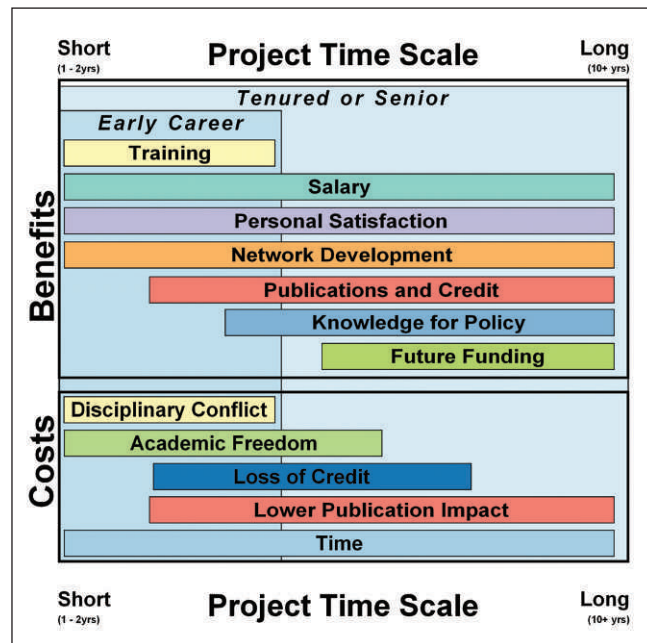 Short
Project Time Scale
Long
(1 - 2yrs)
(10+ yrs)
Tenured or Senior
Early Career
Benefits
Training
Salary
Personal Satisfaction
Network Development
Publications and Credit
Knowledge for Policy
Future Funding
Costs
Disciplinary Conflict
Academic Freedom
Loss of Credit
Lower Publication Impact
Time
Short
Project Time Scale
Long
(1 - 2yrs)
(10+ yrs)